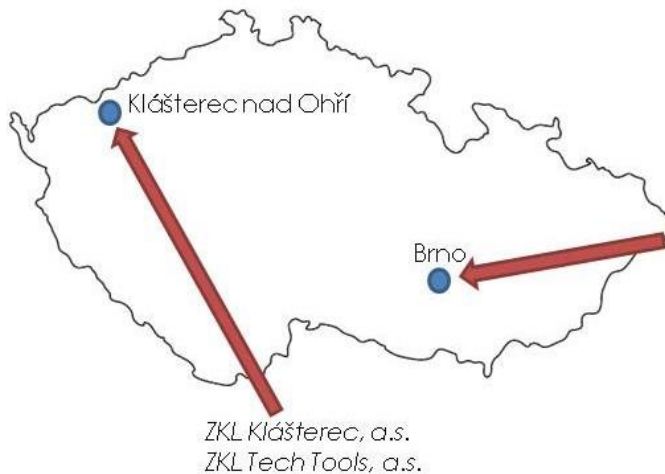 Klášterec nad Ohří
Brno
ZKL Klášterec, a.s.
ZKL Tech Tools, a.s.